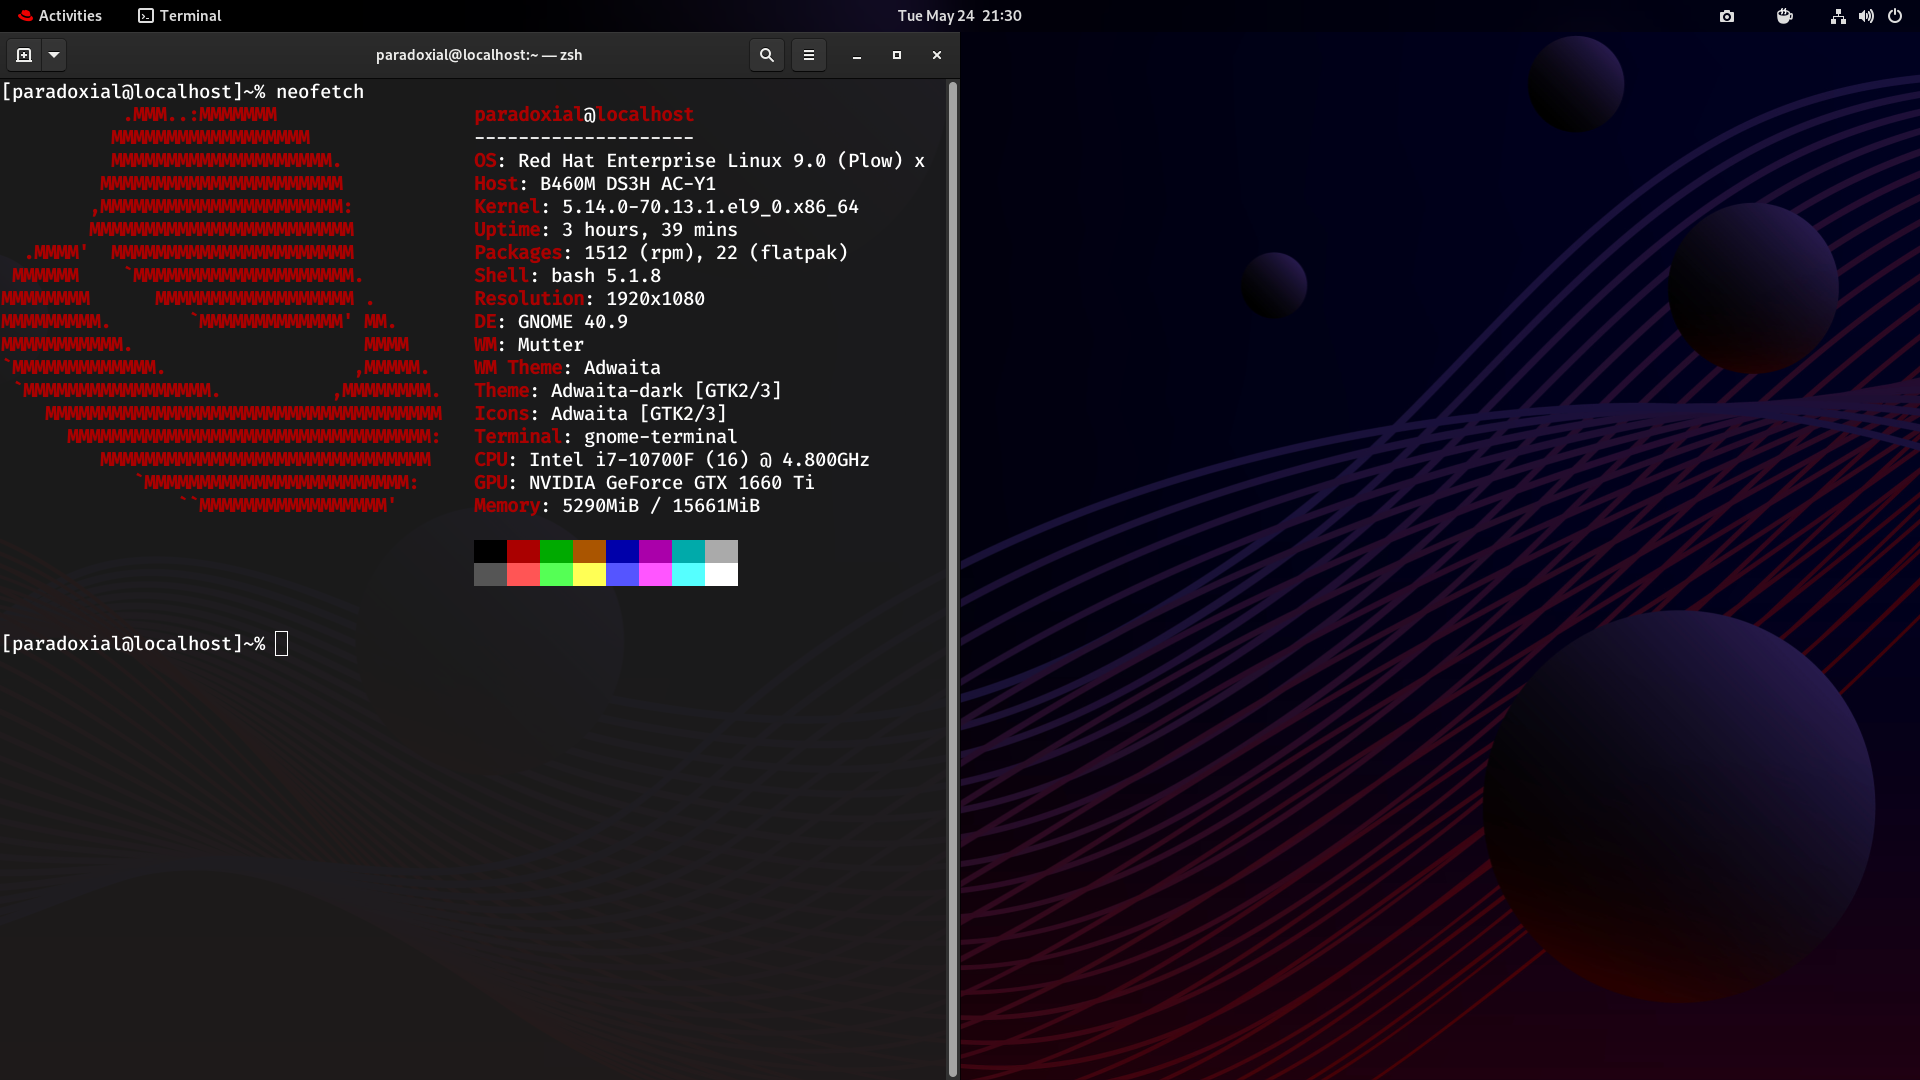 Activities
Terminal
Tue May 24  21:30
paradoxial@localhost:~ — zsh
[paradoxial@localhost]~% neofetch
           .MMM..:MMMMMMM                  paradoxial@localhost
          MMMMMMMMMMMMMMMMMM               --------------------
          MMMMMMMMMMMMMMMMMMMM.            OS: Red Hat Enterprise Linux 9.0 (Plow) x
         MMMMMMMMMMMMMMMMMMMMMM            Host: B460M DS3H AC-Y1
        ,MMMMMMMMMMMMMMMMMMMMMM:           Kernel: 5.14.0-70.13.1.el9_0.x86_64
        MMMMMMMMMMMMMMMMMMMMMMMM           Uptime: 3 hours, 39 mins
  .MMMM'  MMMMMMMMMMMMMMMMMMMMMM           Packages: 1512 (rpm), 22 (flatpak)
 MMMMMM    `MMMMMMMMMMMMMMMMMMMM.          Shell: bash 5.1.8
MMMMMMMM      MMMMMMMMMMMMMMMMMM .         Resolution: 1920x1080
MMMMMMMMM.       `MMMMMMMMMMMMM' MM.       DE: GNOME 40.9
MMMMMMMMMMM.                     MMMM      WM: Mutter
`MMMMMMMMMMMMM.                 ,MMMMM.    WM Theme: Adwaita
 `MMMMMMMMMMMMMMMMM.          ,MMMMMMMM.   Theme: Adwaita-dark [GTK2/3]
    MMMMMMMMMMMMMMMMMMMMMMMMMMMMMMMMMMMM   Icons: Adwaita [GTK2/3]
      MMMMMMMMMMMMMMMMMMMMMMMMMMMMMMMMM:   Terminal: gnome-terminal
         MMMMMMMMMMMMMMMMMMMMMMMMMMMMMM    CPU: Intel i7-10700F (16) @ 4.800GHz
            `MMMMMMMMMMMMMMMMMMMMMMMM:     GPU: NVIDIA GeForce GTX 1660 Ti
                ``MMMMMMMMMMMMMMMMM'       Memory: 5290MiB / 15661MiB
[paradoxial@localhost]~%